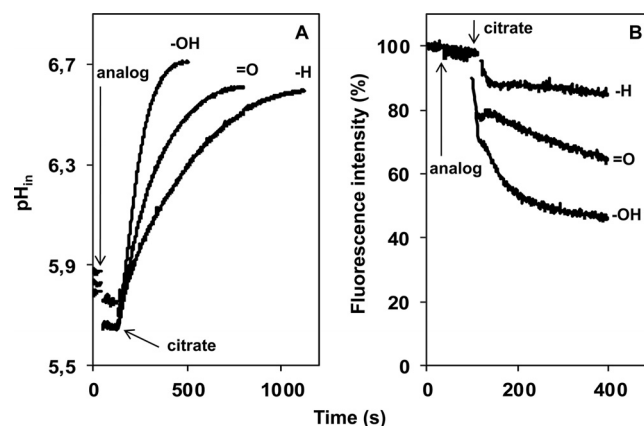 A
-OH
=O
-H
analog
citrate
pHin
6,7
6,3
5,9
5,5
0
500
1000
B
citrate
-H
=O
-OH
analog
Fluorescence intensity (%)
100
80
60
40
20
0
0
200
400
Time (s)